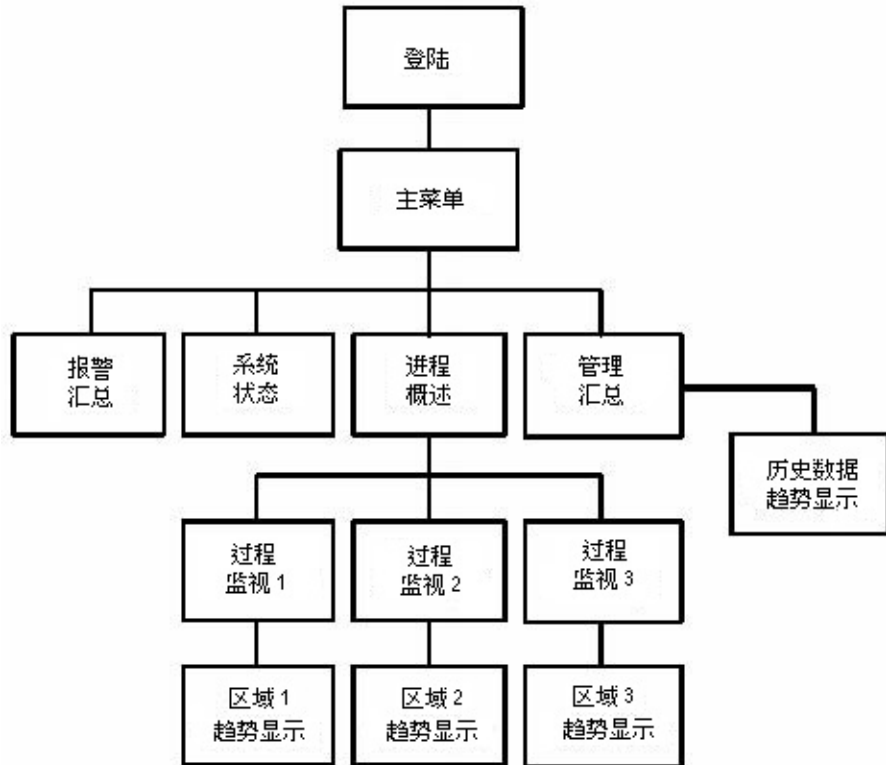 登陆
主菜单
报警
汇总
系统
状态
进程
概述
管理
汇总
历史数据
趋势显示
过程
监视 1
过程
监视 2
过程
监视 3
区域 1
趋势显示
区域 2
趋势显示
区域 3
趋势显示